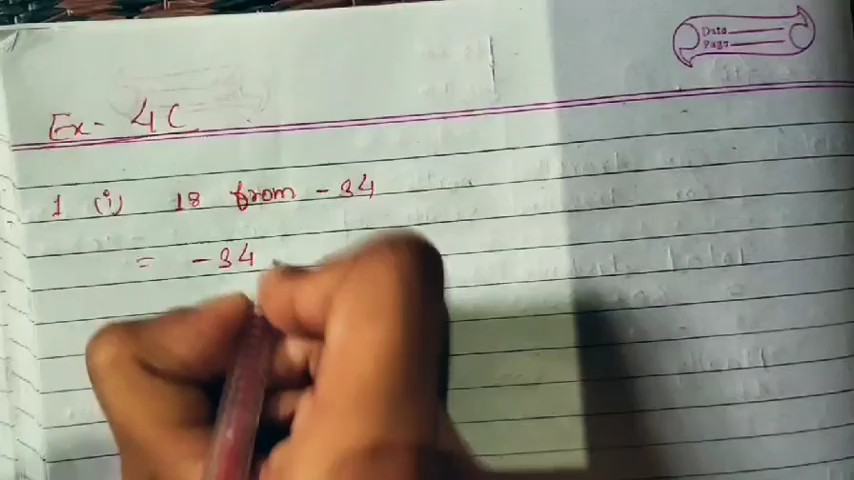 Date
Page
Ex- 4C
1 (i) 18 from -34
= -34